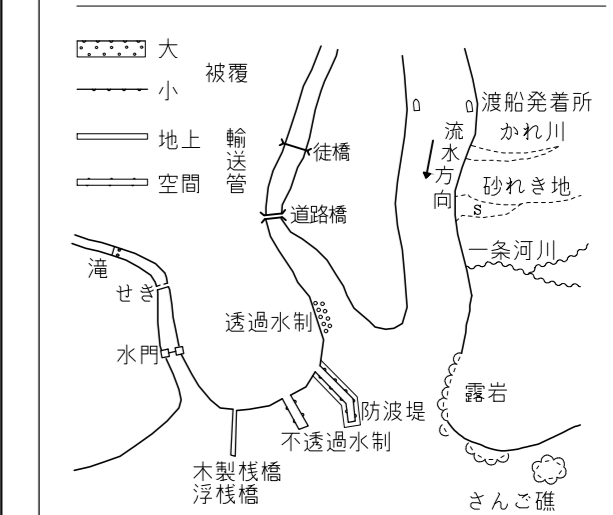 大
小
被覆
地上
空間
輸送管
徒橋
道路橋
渡船発着所
かれ川
流水方向
砂れき地
s
一条河川
滝
せき
水門
透過水制
防波堤
不透過水制
木製桟橋
浮桟橋
露岩
さんご礁